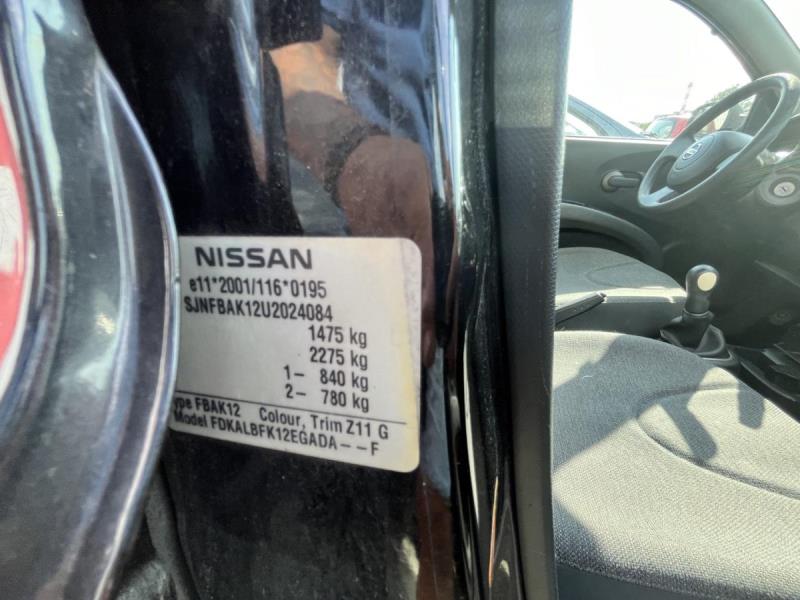 NISSAN
e11*2001/116*0195
SJNFBAK12U2024084
1475 kg
2275 kg
1– 840 kg
2– 780 kg
ype FBAK12 Colour, Trim Z11 G
Model FDKALBFK12EGADA––F